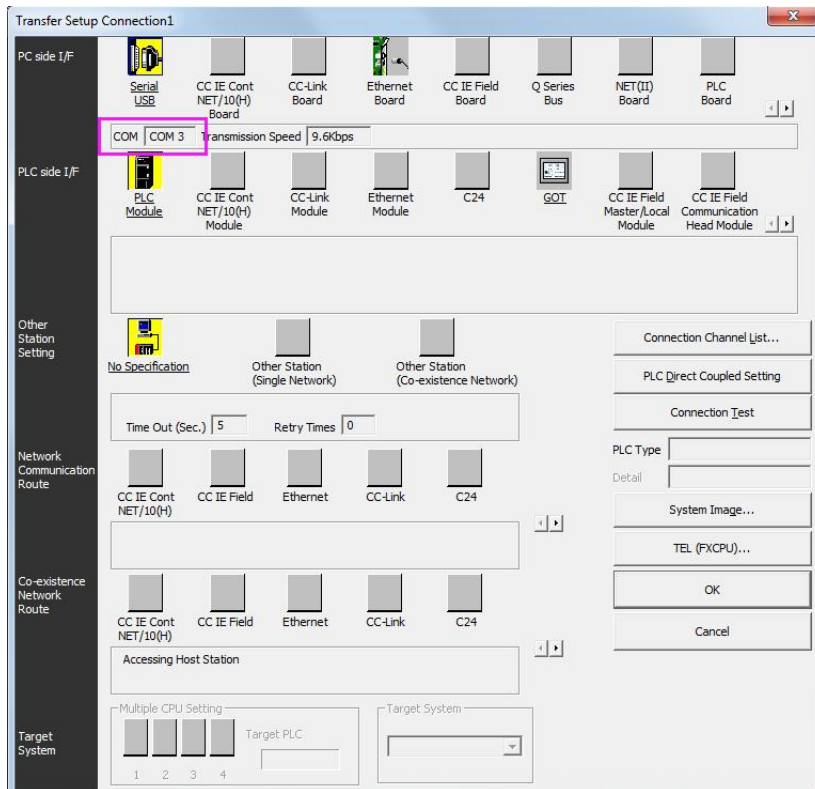 Transfer Setup Connection1
PC side I/F
Serial
USB
CC IE Cont
NET/10(H)
Board
CC-Link
Board
Ethernet
Board
CC IE Field
Board
Q Series
Bus
NET(II)
Board
PLC
Board
COM COM 3 Transmission Speed 9.6Kbps
PLC side I/F
PLC
Module
CC IE Cont
NET/10(H)
Module
CC-Link
Module
Ethernet
Module
C24
GOT
CC IE Field
Master/Local
Module
CC IE Field
Communication
Head Module
Other
Station
Setting
No Specification
Other Station
(Single Network)
Other Station
(Co-existence Network)
Time Out (Sec.) 5 Retry Times 0
Connection Channel List...
PLC Direct Coupled Setting
Connection Test
PLC Type
Detail
System Image...
TEL (FXCPU)...
OK
Cancel
Network
Communication
Route
CC IE Cont
NET/10(H)
CC IE Field
Ethernet
CC-Link
C24
Co-existence
Network
Route
CC IE Cont
NET/10(H)
CC IE Field
Ethernet
CC-Link
C24
Accessing Host Station
Target
System
Multiple CPU Setting
1 2 3 4
Target PLC
Target System